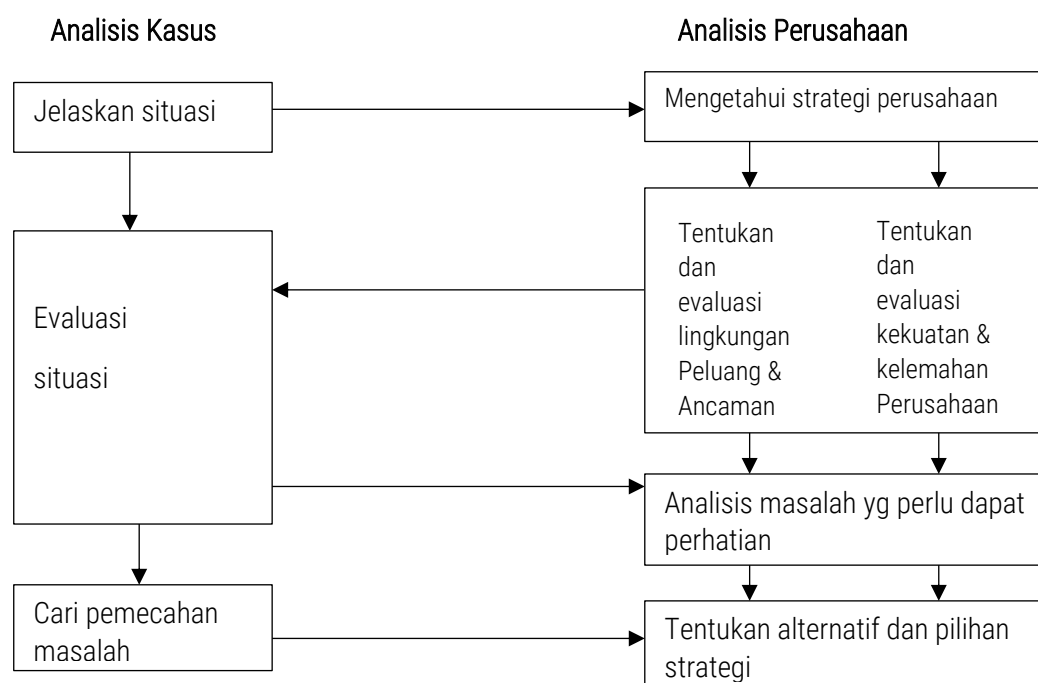 Analisis Kasus
Analisis Perusahaan
Jelaskan situasi
Mengetahui strategi perusahaan
Evaluasi
situasi
Tentukan
dan
evaluasi
lingkungan
Peluang &
Ancaman
Tentukan
dan
evaluasi
kekuatan &
kelemahan
Perusahaan
Analisis masalah yg perlu dapat
perhatian
Cari pemecahan
masalah
Tentukan alternatif dan pilihan
strategi